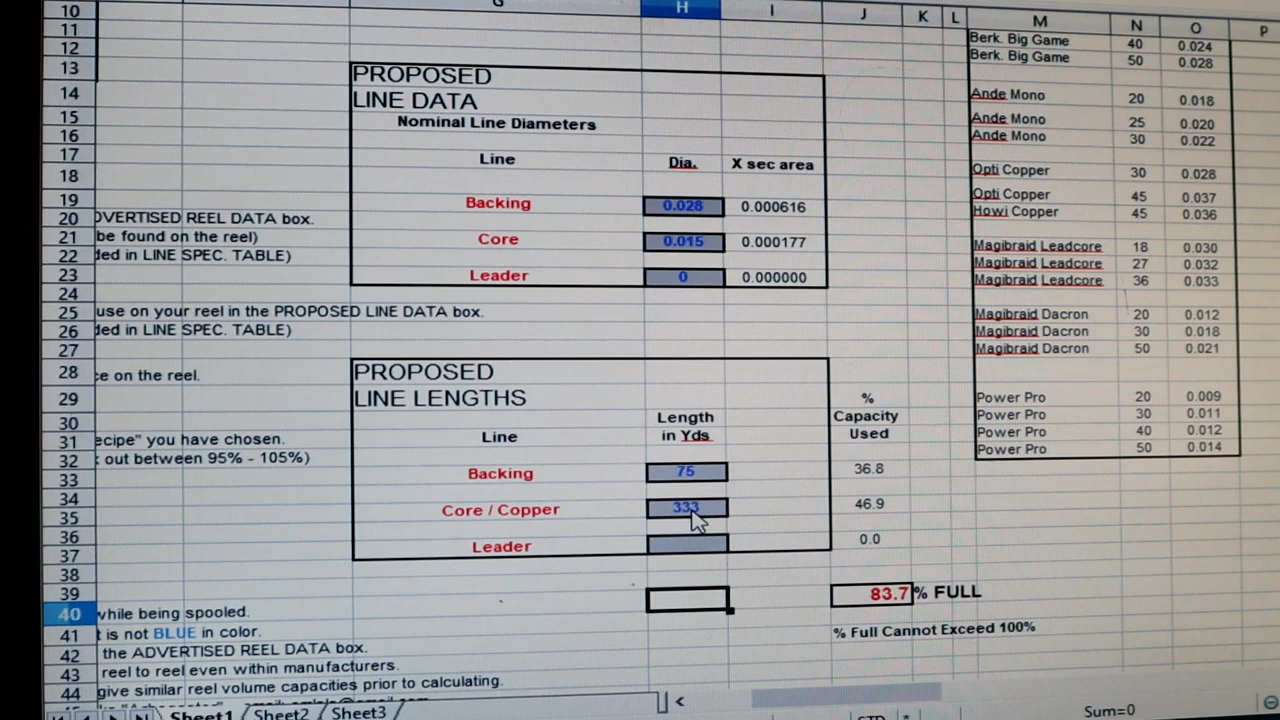 G H I J K L M N O P
10
11 Berk. Big Game 40 0.024
12 Berk. Big Game 50 0.028
13 PROPOSED
14 LINE DATA Ande Mono 20 0.018
15 Nominal Line Diameters Ande Mono 25 0.020
16 Ande Mono 30 0.022
17 Line Dia. X sec area
18 Opti Copper 30 0.028
19 Backing 0.028 0.000616 Opti Copper 45 0.037
20 OVERTISED REEL DATA box. Howi Copper 45 0.036
21 be found on the reel) Core 0.015 0.000177
22 ded in LINE SPEC. TABLE) Magibraid Leadcore 18 0.030
23 Leader 0 0.000000 Magibraid Leadcore 27 0.032
24 Magibraid Leadcore 36 0.033
25 use on your reel in the PROPOSED LINE DATA box. Magibraid Dacron 20 0.012
26 ded in LINE SPEC. TABLE) Magibraid Dacron 30 0.018
27 Magibraid Dacron 50 0.021
28 ce on the reel. PROPOSED
29 LINE LENGTHS % Power Pro 20 0.009
30 Length Capacity Power Pro 30 0.011
31 ecipe" you have chosen. Line in Yds Used Power Pro 40 0.012
32 out between 95% - 105%) Power Pro 50 0.014
33 Backing 75 36.8
34
35 Core / Copper 333 46.9
36
37 Leader 0.0
38
39 83.7 % FULL
40 while being spooled.
41 t is not BLUE in color. % Full Cannot Exceed 100%
42 the ADVERTISED REEL DATA box.
43 reel to reel even within manufacturers.
44 give similar reel volume capacities prior to calculating.
Sheet1 Sheet2 Sheet3 STD * Sum=0